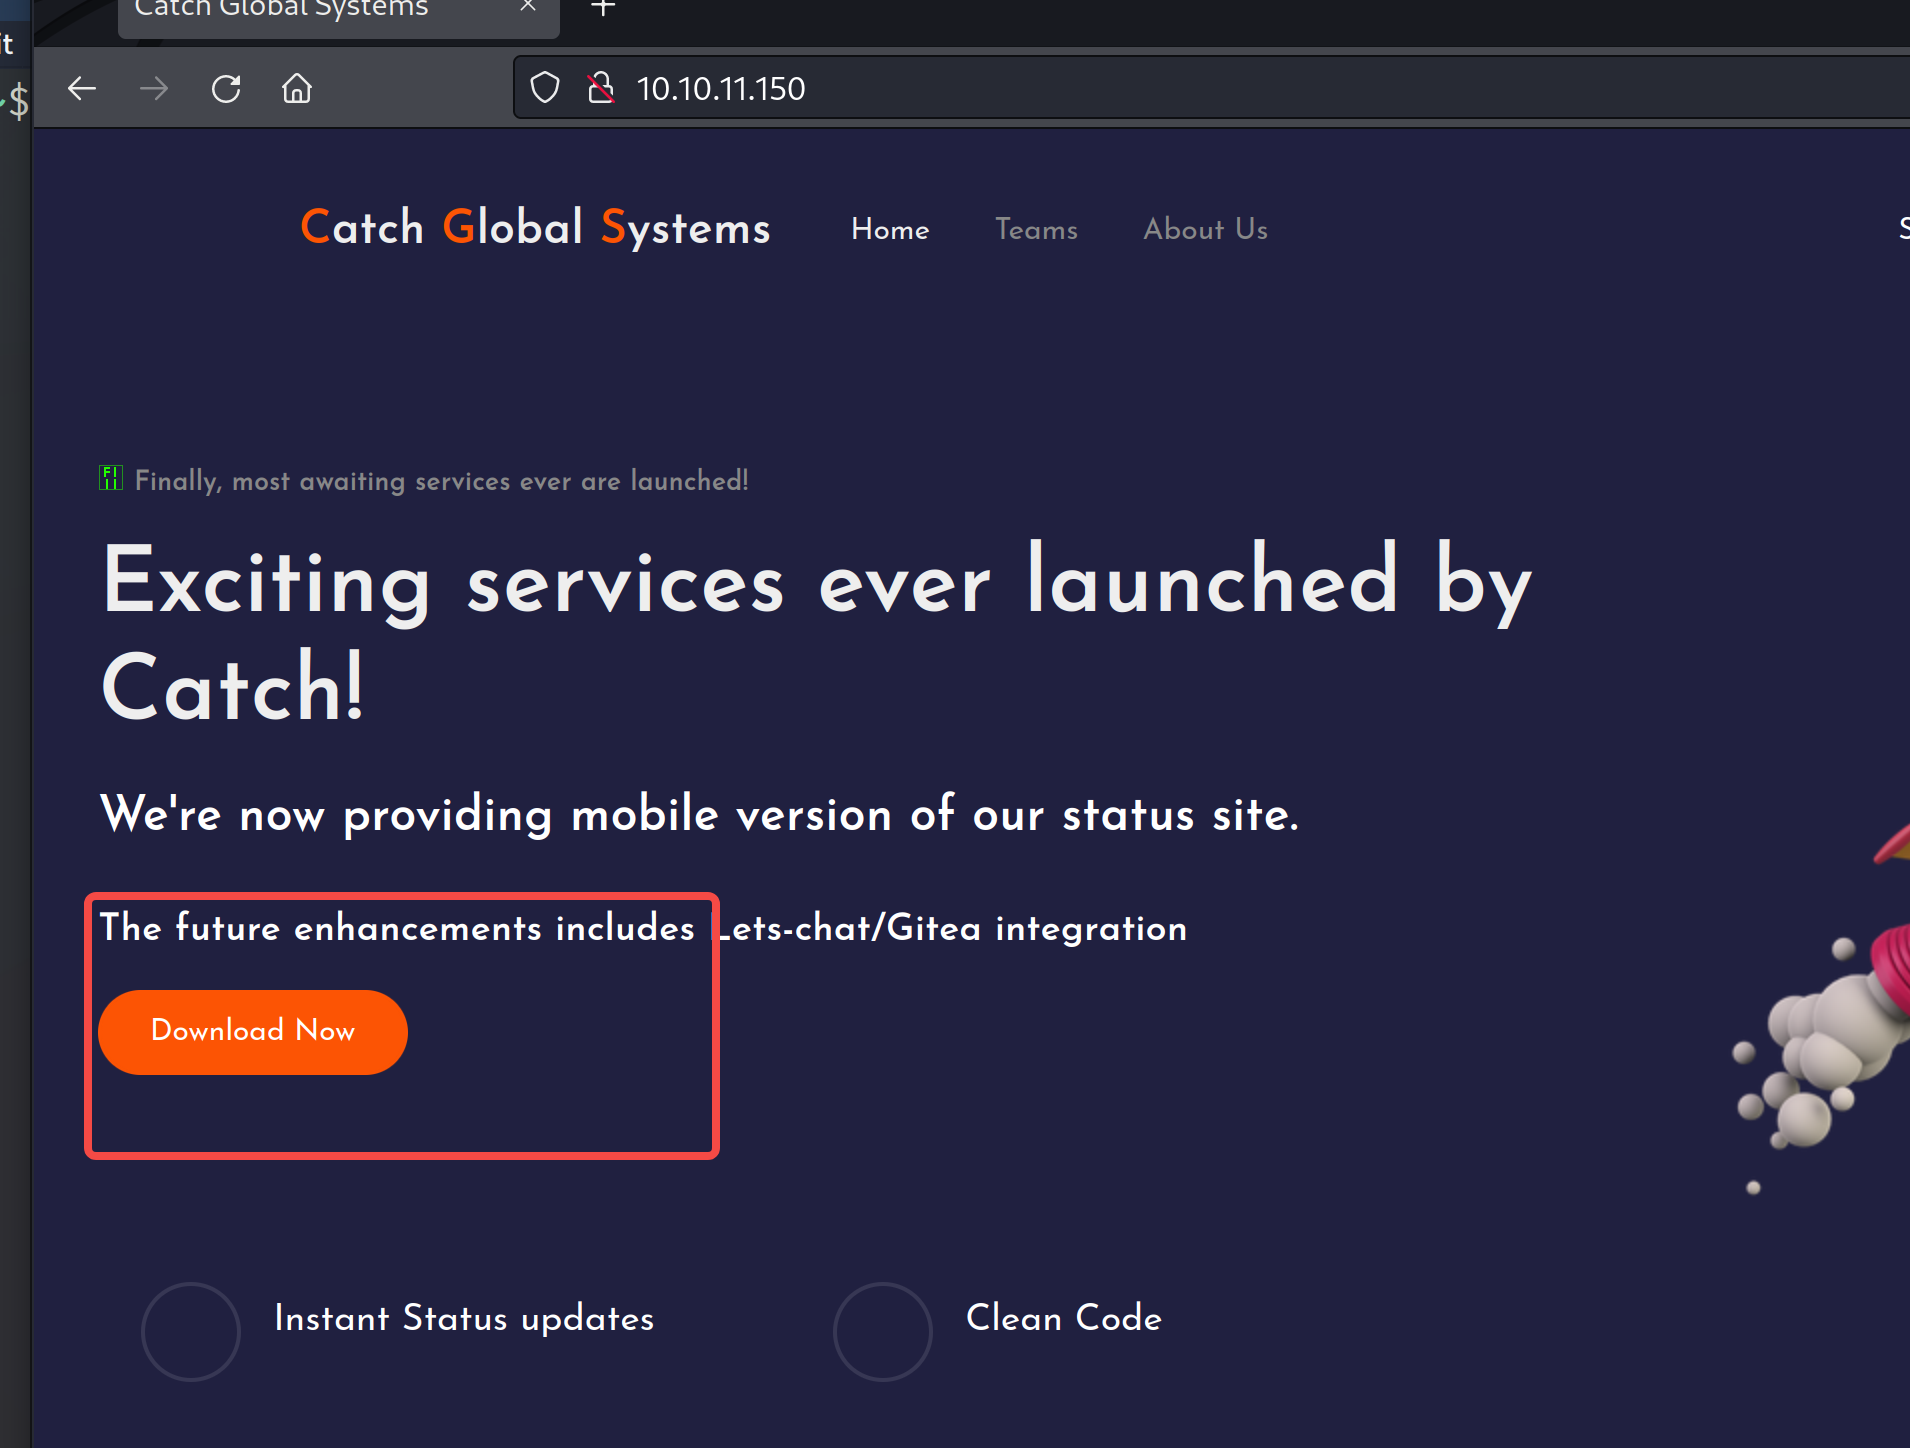 Catch Global Systems
it
10.10.11.150
$
Catch Global Systems Home Teams About Us S
Finally, most awaiting services ever are launched!
Exciting services ever launched by
Catch!
We're now providing mobile version of our status site.
The future enhancements includes Lets-chat/Gitea integration
Download Now
Instant Status updates
Clean Code